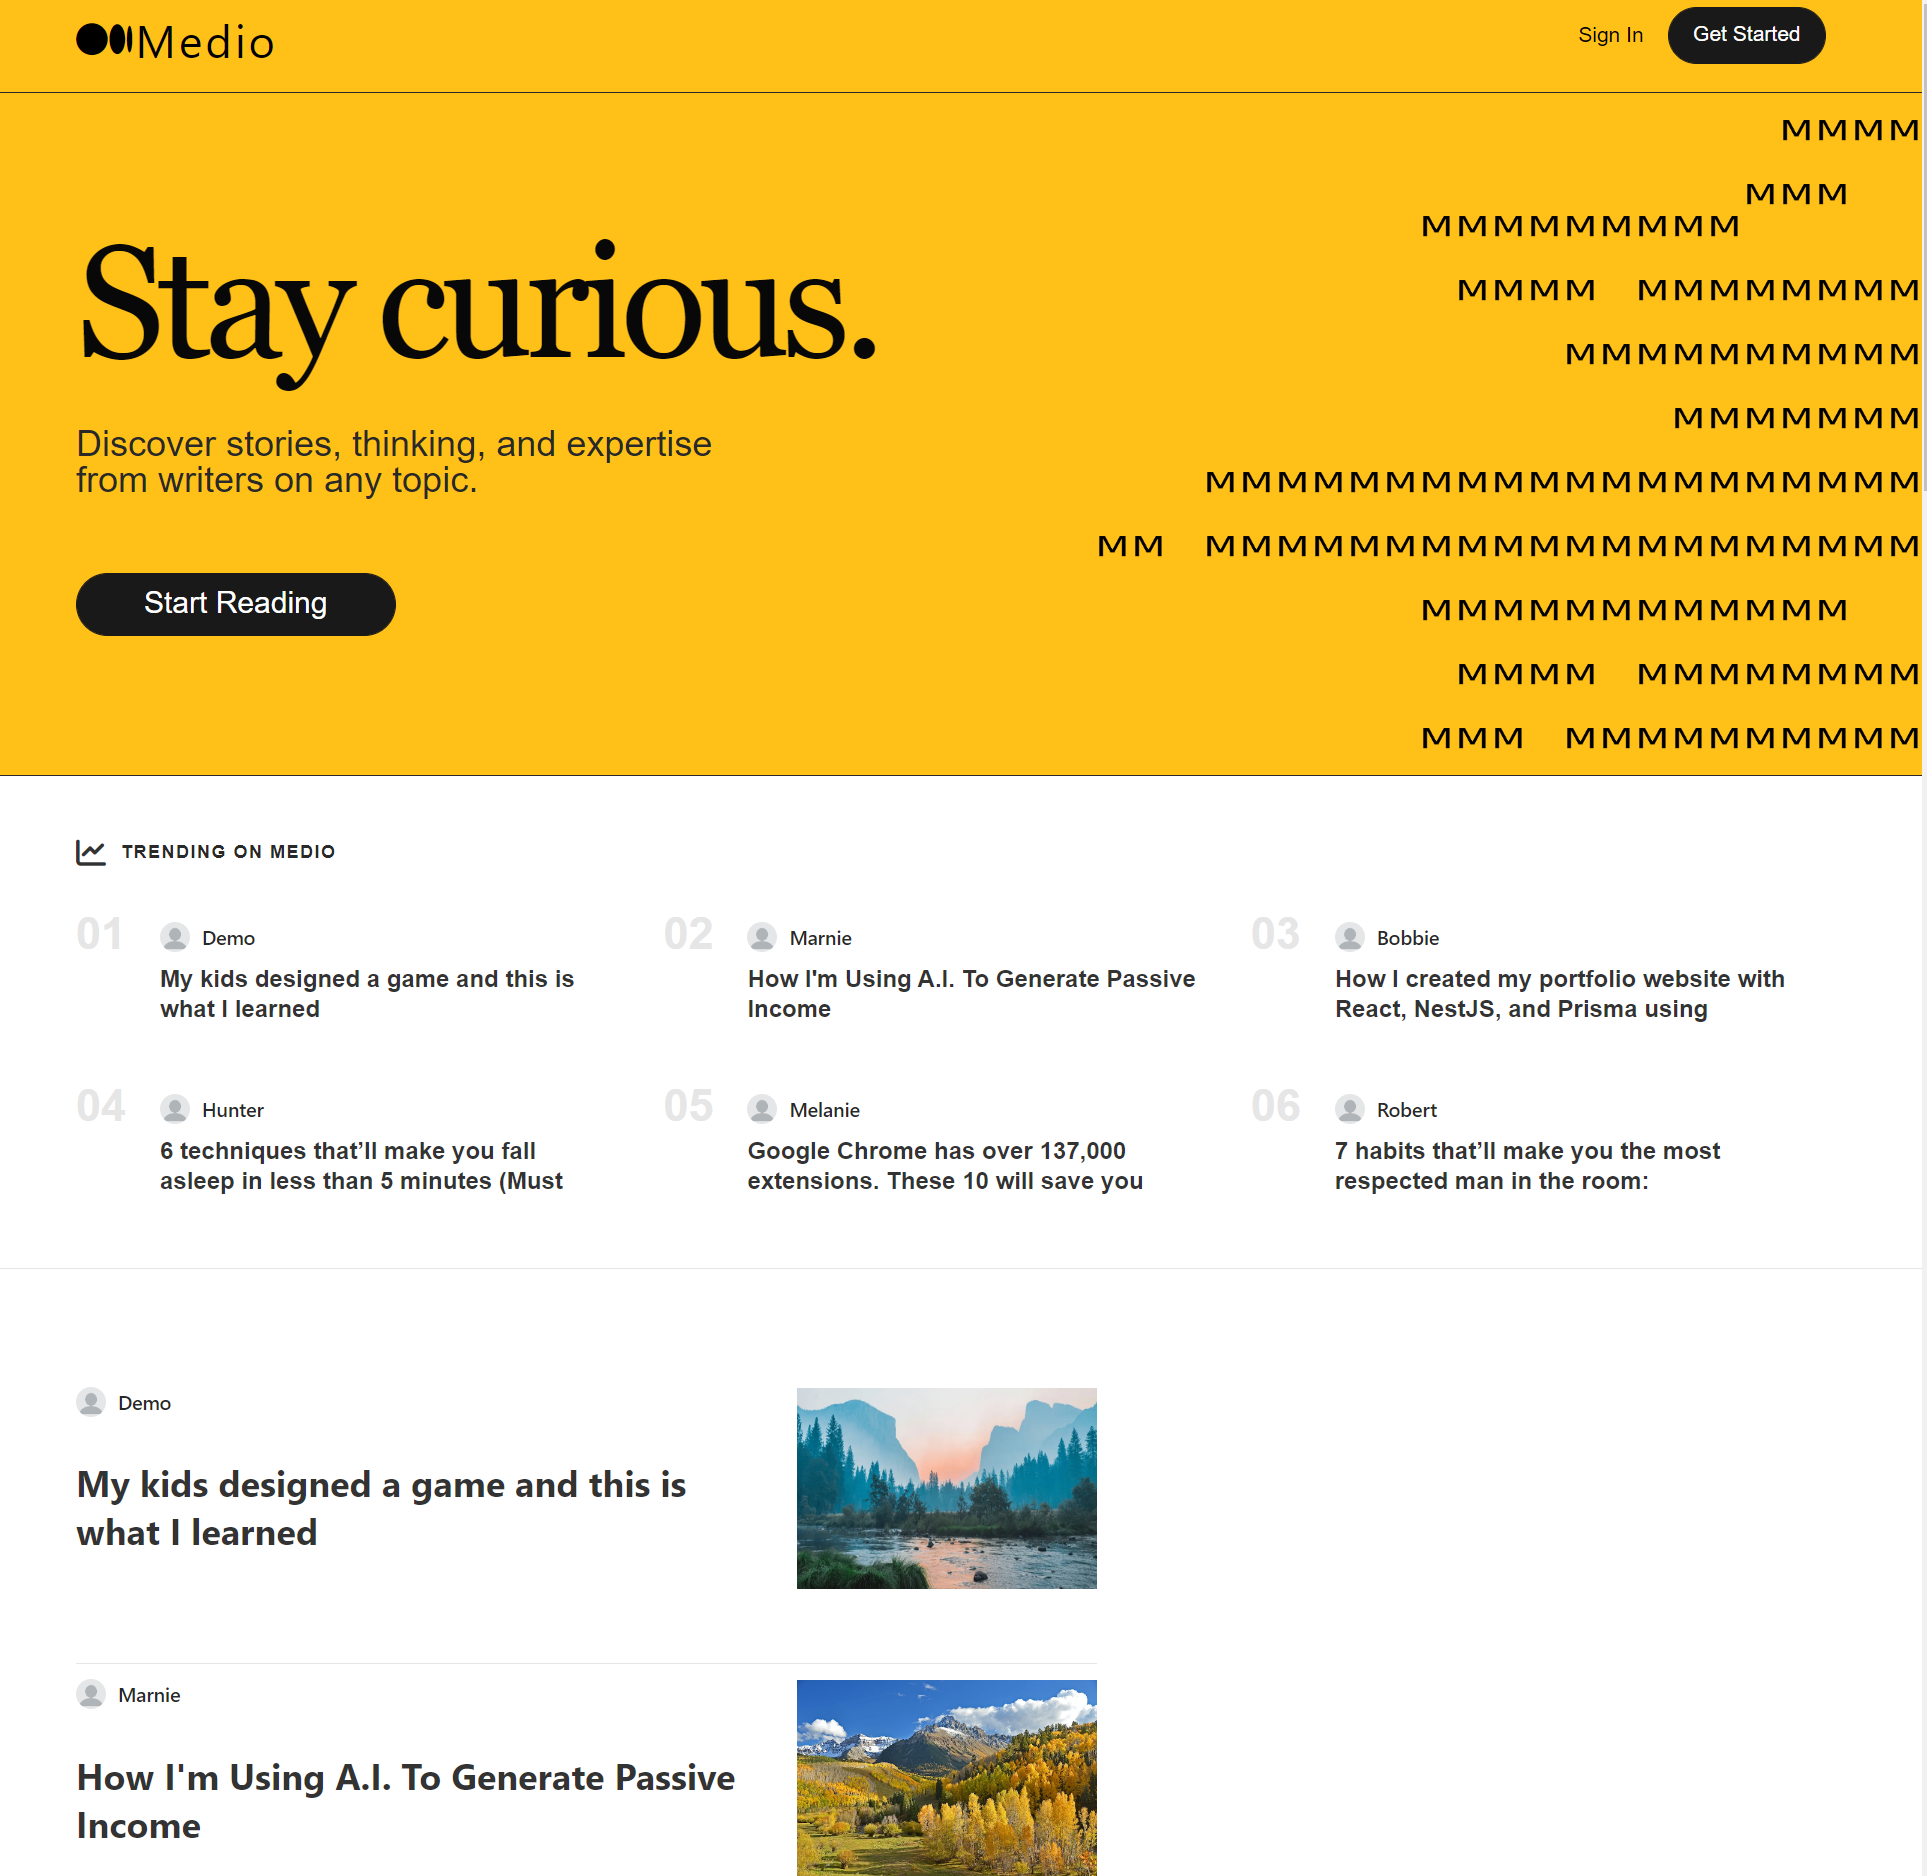 Medio
Sign In
Get Started
MMMM
MMM
MMMMMMMMM
MMMM MMMMMMMM
MMMMMMMMMM
MMMMMMM
MMMMMMMMMMMMMMMMMMMM
MM MMMMMMMMMMMMMMMMMMMM
MMMMMMMMMMMM
MMMM MMMMMMMM
MMM MMMMMMMMMM
Stay curious.
Discover stories, thinking, and expertise
from writers on any topic.
Start Reading
TRENDING ON MEDIO
01
Demo
My kids designed a game and this is
what I learned
02
Marnie
How I'm Using A.I. To Generate Passive
Income
03
Bobbie
How I created my portfolio website with
React, NestJS, and Prisma using
04
Hunter
6 techniques that’ll make you fall
asleep in less than 5 minutes (Must
05
Melanie
Google Chrome has over 137,000
extensions. These 10 will save you
06
Robert
7 habits that’ll make you the most
respected man in the room:
Demo
My kids designed a game and this is
what I learned
Marnie
How I'm Using A.I. To Generate Passive
Income